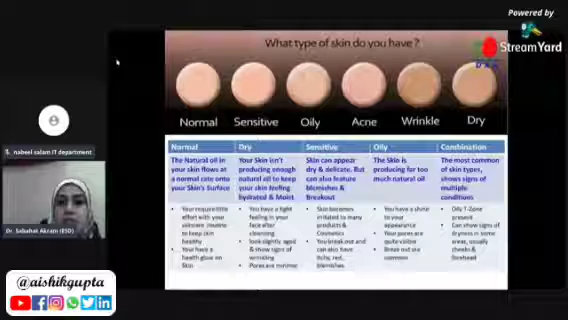 Powered by
StreamYard
What type of skin do you have ?
Normal Sensitive Oily Acne Wrinkle Dry
Normal Dry Sensitive Oily Combination
The Natural oil in
your skin flows at
a normal rate onto
your Skin's Surface
Your Skin isn't
producing enough
natural oil to keep
your skin feeling
hydrated & Moist
Skin can appear
dry & delicate. But
can also feature
blemishes &
Breakout
The Skin is
producing far too
much natural oil
The most common
of skin types,
shows signs of
multiple
conditions
• Your require little
effort with your
skincare routine
to keep skin
healthy
• You have a
health glow on
Skin
• You have a tight
feeling in your
face after
cleansing
• Look slightly aged
& show signs of
wrinkling
• Pores are minimal
• Skin becomes
irritated to many
products &
Cosmetics
• You break out and
can also have
itchy, red,
blemishes
• You have a shine
to your
appearance
• Your pores are
quite visible
• Break out are
common
• Oily T-Zone
present
• Can show signs of
dryness in some
areas, usually
cheeks &
forehead
nabeel salam IT department
Dr. Sabahat Akram (ESD)
@aishikgupta